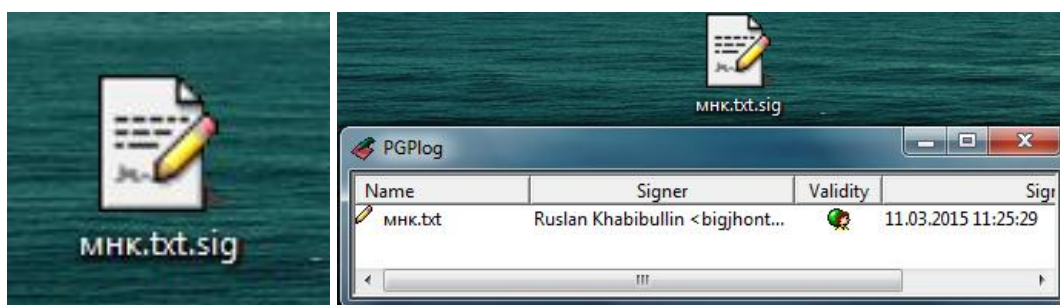 мнк.txt.sig
мнк.txt.sig
PGPlog
Name Signer Validity Sigr
мнк.txt Ruslan Khabibullin <bigjhont... 11.03.2015 11:25:29